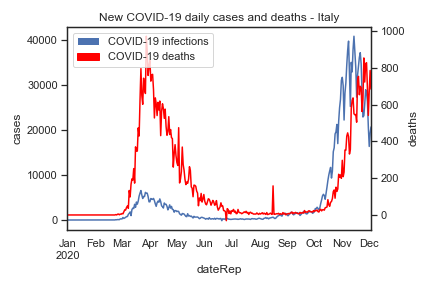 New COVID-19 daily cases and deaths - Italy
COVID-19 infections
COVID-19 deaths
cases
40000
30000
20000
10000
0
deaths
1000
800
600
400
200
0
Jan Feb Mar Apr May Jun Jul Aug Sep Oct Nov Dec
2020
dateRep